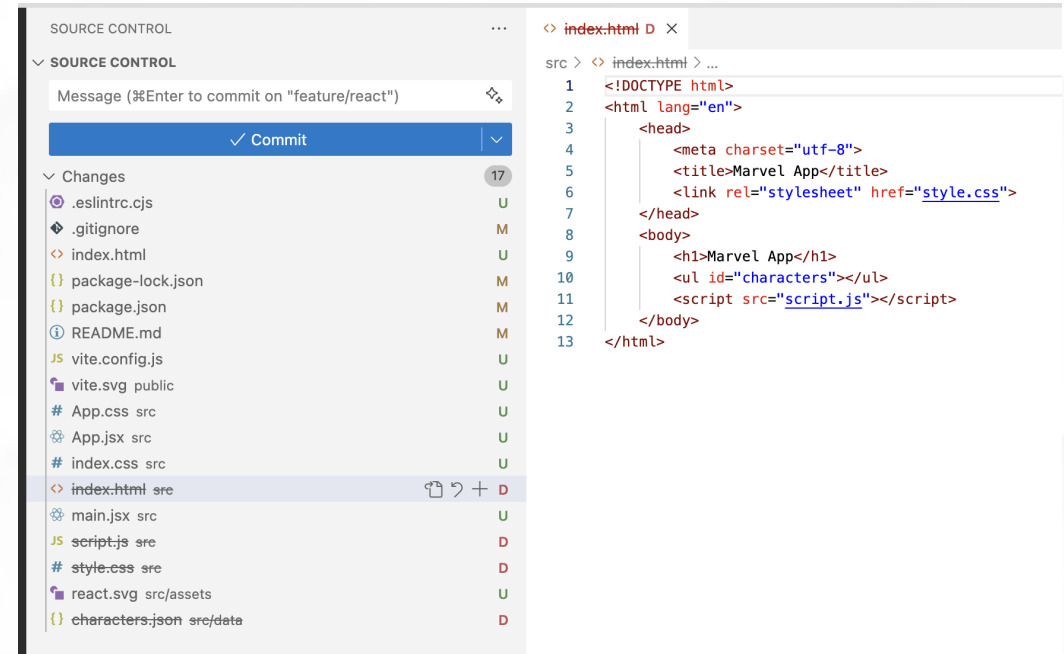 SOURCE CONTROL
SOURCE CONTROL
Message (⌘Enter to commit on "feature/react")
Commit
Changes 17
.eslintrc.cjs U
.gitignore M
index.html U
package-lock.json M
package.json M
README.md M
vite.config.js U
vite.svg public U
App.css src U
App.jsx src U
index.css src U
index.html src D
main.jsx src U
script.js src D
style.css src D
react.svg src/assets U
characters.json src/data D
index.html D
src > index.html > ...
1 <!DOCTYPE html>
2 <html lang="en">
3     <head>
4         <meta charset="utf-8">
5         <title>Marvel App</title>
6         <link rel="stylesheet" href="style.css">
7     </head>
8     <body>
9         <h1>Marvel App</h1>
10         <ul id="characters"></ul>
11         <script src="script.js"></script>
12     </body>
13 </html>